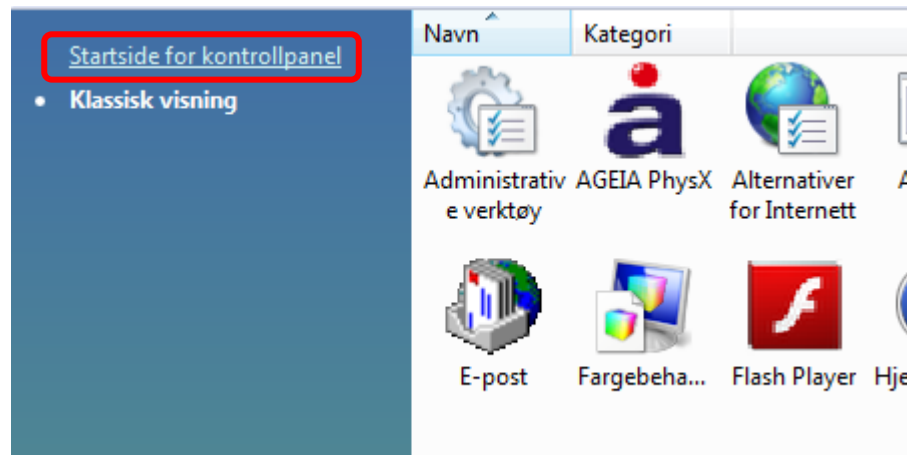 Startside for kontrollpanel
Klassisk visning
Navn Kategori
Administrativ AGEIA PhysX Alternativer
e verktøy for Internett
E-post Fargebeha... Flash Player